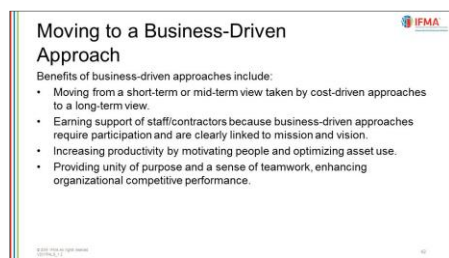 Moving to a Business-Driven
IFMA
Approach
Benefits of business-driven approaches include:
• Moving from a short-term or mid-term view taken by cost-driven approaches
to a long-term view.
• Earning support of staff/contractors because business-driven approaches
require participation and are clearly linked to mission and vision.
• Increasing productivity by motivating people and optimizing asset use.
• Providing unity of purpose and a sense of teamwork, enhancing
organizational competitive performance.